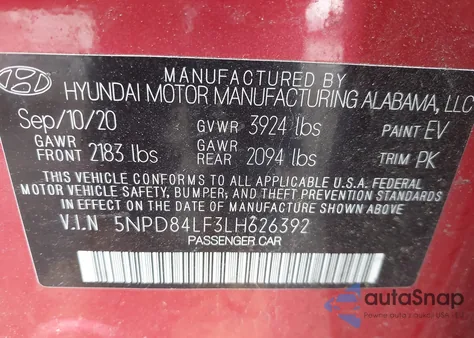 MANUFACTURED BY
HYUNDAI MOTOR MANUFACTURING ALABAMA, LLC
Sep/10/20 GVWR 3924 lbs PAINT EV
GAWR FRONT 2183 lbs GAWR REAR 2094 lbs TRIM PK
THIS VEHICLE CONFORMS TO ALL APPLICABLE U.S.A. FEDERAL
MOTOR VEHICLE SAFETY, BUMPER, AND THEFT PREVENTION STANDARDS
IN EFFECT ON THE DATE OF MANUFACTURE SHOWN ABOVE.
V.I.N 5NPD84LF3LH626392
PASSENGER CAR
autoSnap